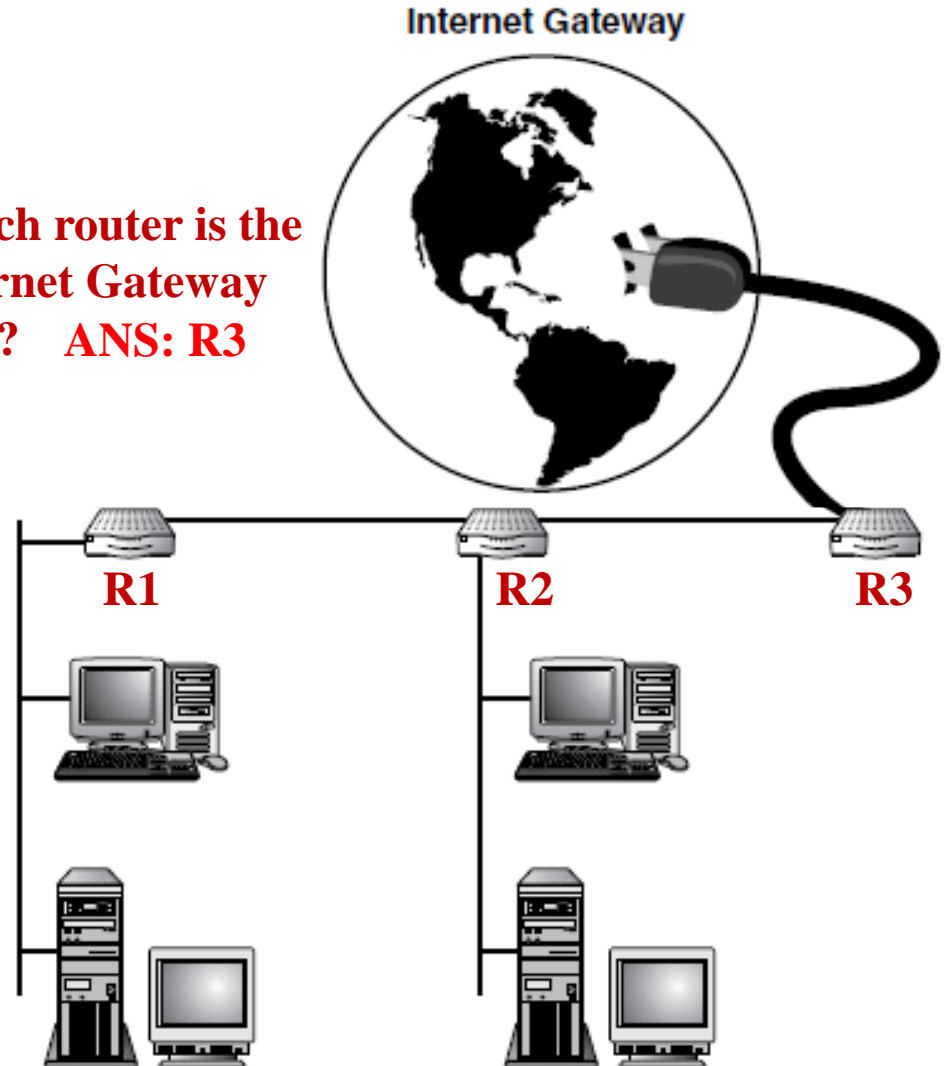 Internet Gateway
ch router is the
rnet Gateway
? ANS: R3
R1 R2 R3